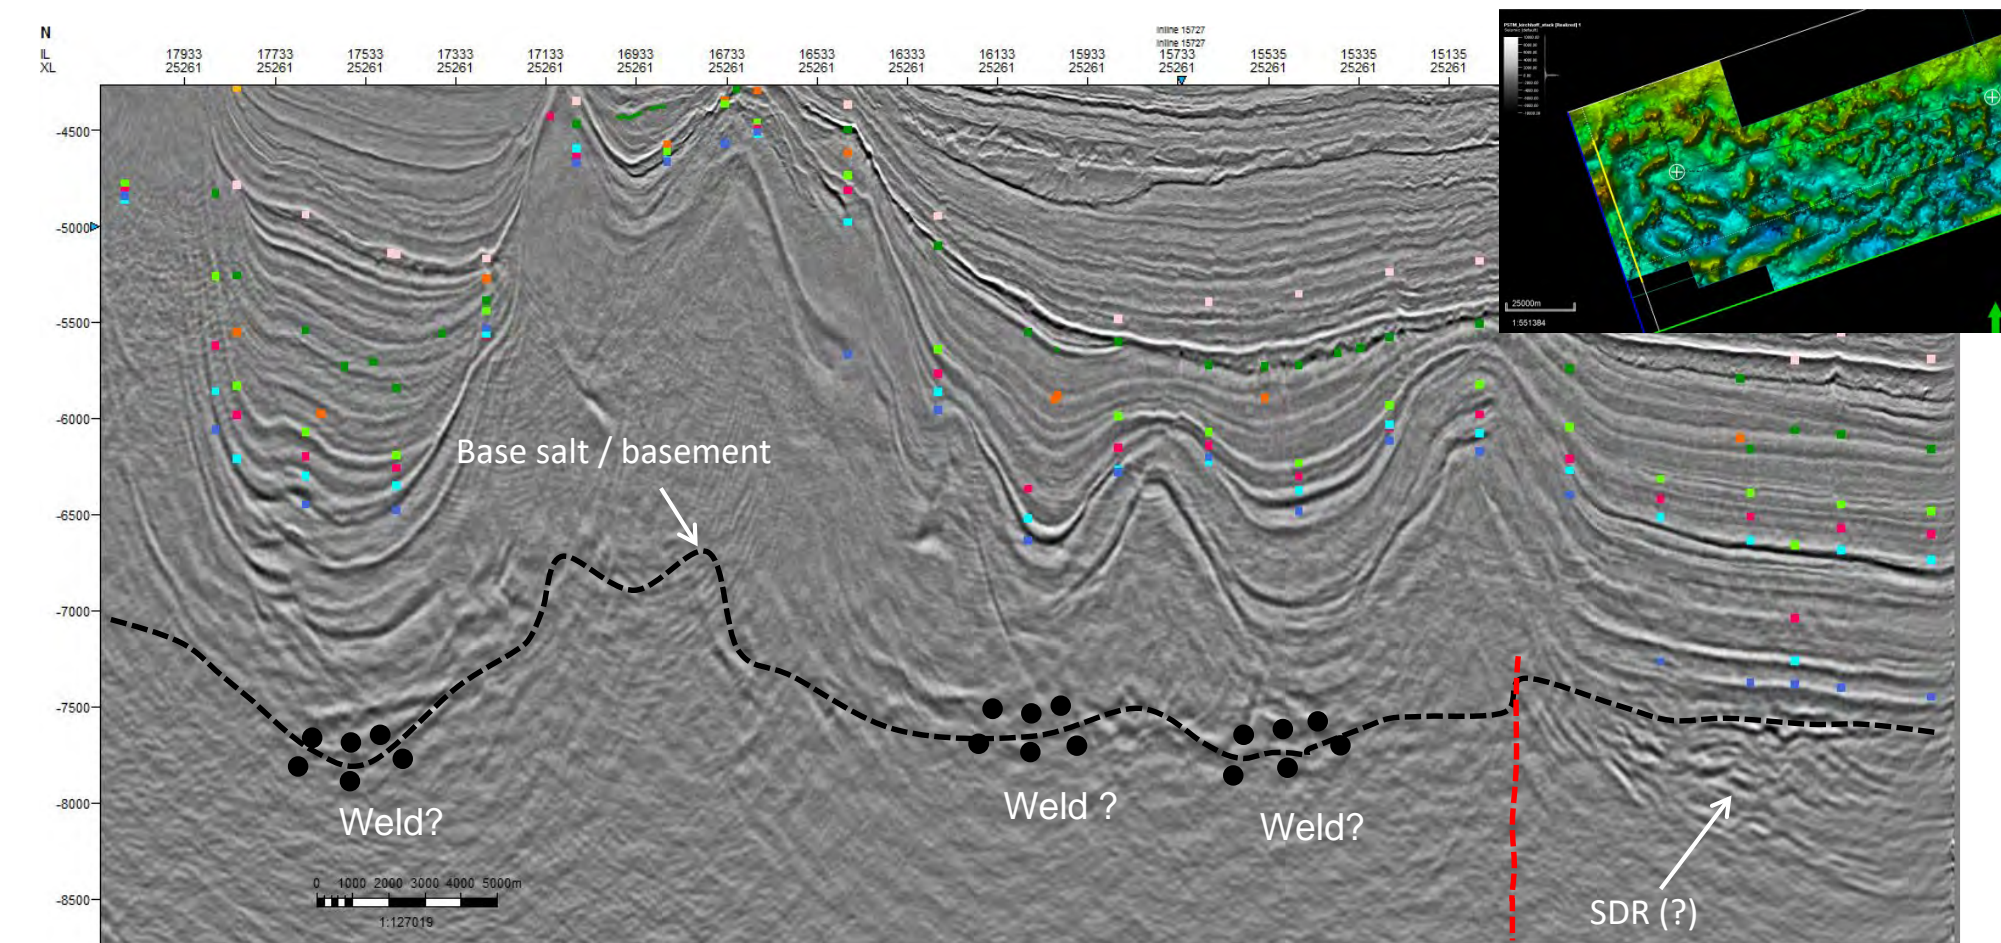 N
Inline 15727
Inline 15727
IL 17933 17733 17533 17333 17133 16933 16733 16533 16333 16133 15933 15733 15535 15335 15135
XL 25261 25261 25261 25261 25261 25261 25261 25261 25261 25261 25261 25261 25261 25261 25261
-4500
-5000
-5500
-6000
-6500
-7000
-7500
-8000
-8500
25000m
1:551384
Base salt / basement
Weld?
Weld ?
Weld?
SDR (?)
0 1000 2000 3000 4000 5000m
1:127019